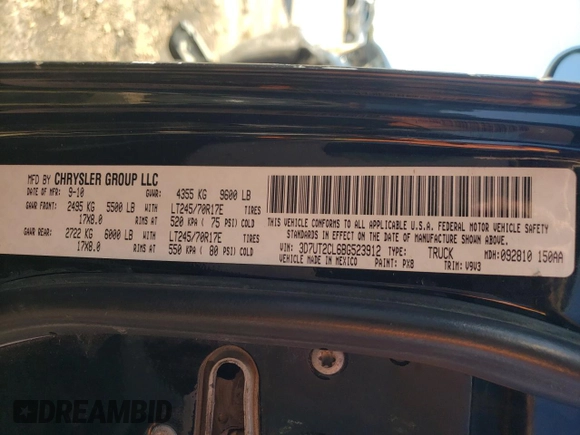 MFD BY CHRYSLER GROUP LLC
DATE OF MFR 9-10 GVWR: 4355 KG 9600 LB
GAWR FRONT: 2495 KG 5500 LB WITH LT245/70R17E TIRES
17X8.0 RIMS AT 520 KPA ( 75 PSI) COLD
GAWR REAR: 2722 KG 6000 LB WITH LT245/70R17E TIRES
17X8.0 RIMS AT 550 KPA ( 80 PSI) COLD
THIS VEHICLE CONFORMS TO ALL APPLICABLE U.S.A. FEDERAL MOTOR VEHICLE SAFETY
STANDARDS IN EFFECT ON THE DATE OF MANUFACTURE SHOWN ABOVE.
VIN: 3D7UT2CL6BG523912 TYPE: TRUCK MDH: 092810 150AA
VEHICLE MADE IN MEXICO PAINT: PX8 TRIM: V9V3
DREAMBID